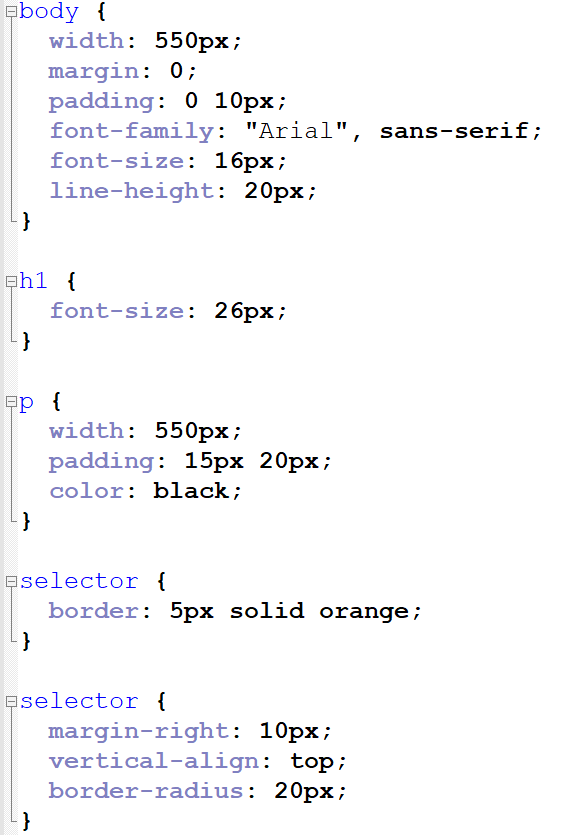 body {
  width: 550px;
  margin: 0;
  padding: 0 10px;
  font-family: "Arial", sans-serif;
  font-size: 16px;
  line-height: 20px;
}

h1 {
  font-size: 26px;
}

p {
  width: 550px;
  padding: 15px 20px;
  color: black;
}

selector {
  border: 5px solid orange;
}

selector {
  margin-right: 10px;
  vertical-align: top;
  border-radius: 20px;
}